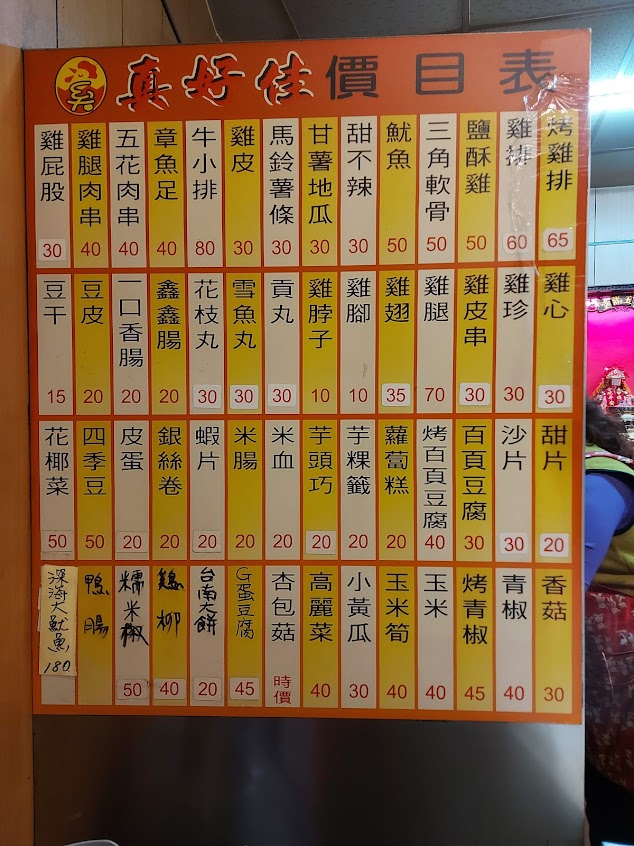 真好佳價目表
烤雞排 65
雞排 60
鹽酥雞 50
三角軟骨 50
魷魚 50
甜不辣 30
甘薯地瓜 30
馬鈴薯條 30
雞皮 30
牛小排 80
章魚足 40
五花肉串 40
雞腿肉串 40
雞屁股 30
雞心 30
雞珍 30
雞皮串 30
雞腿 70
雞翅 35
雞腳 10
雞脖子 10
貢丸 30
雪魚丸 30
花枝丸 30
鑫鑫腸 20
一口香腸 20
豆皮 20
豆干 15
甜片 20
沙片 30
百頁豆腐 30
烤百頁豆腐 40
蘿蔔糕 20
芋粿籤 20
芋頭巧 20
米血 20
米腸 20
蝦片 20
銀絲卷 20
皮蛋 20
四季豆 50
花椰菜 50
香菇 30
青椒 40
烤青椒 45
玉米 40
玉米筍 40
小黃瓜 30
高麗菜 40
杏包菇 時價
G蛋豆腐 45
台南大餅 20
雞柳 40
糯米椒 50
鴨腸
深海大魷魚 180